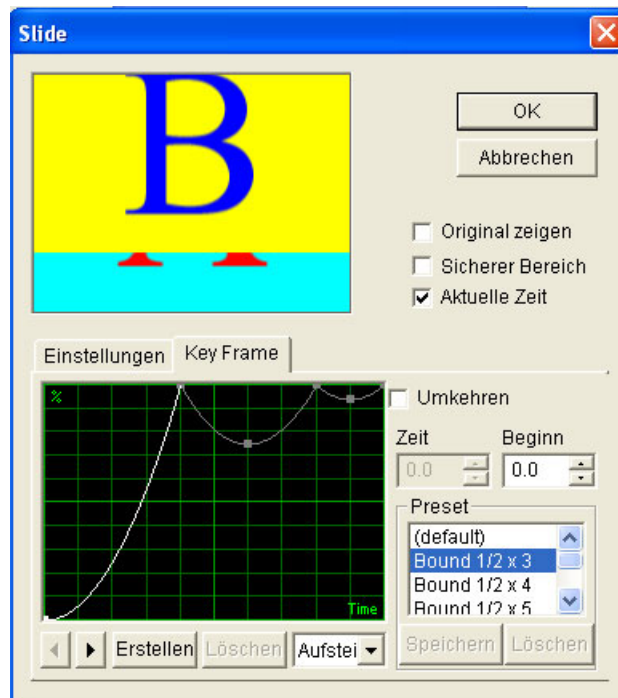 Slide
B
OK
Abbrechen
Original zeigen
Sicherer Bereich
Aktuelle Zeit
Einstellungen
Key Frame
%
Time
Umkehren
Zeit
Beginn
0.0
0.0
Preset
(default)
Bound 1/2 x 3
Bound 1/2 x 4
Bound 1/2 x 5
Erstellen
Löschen
Aufstei
Speichern
Löschen